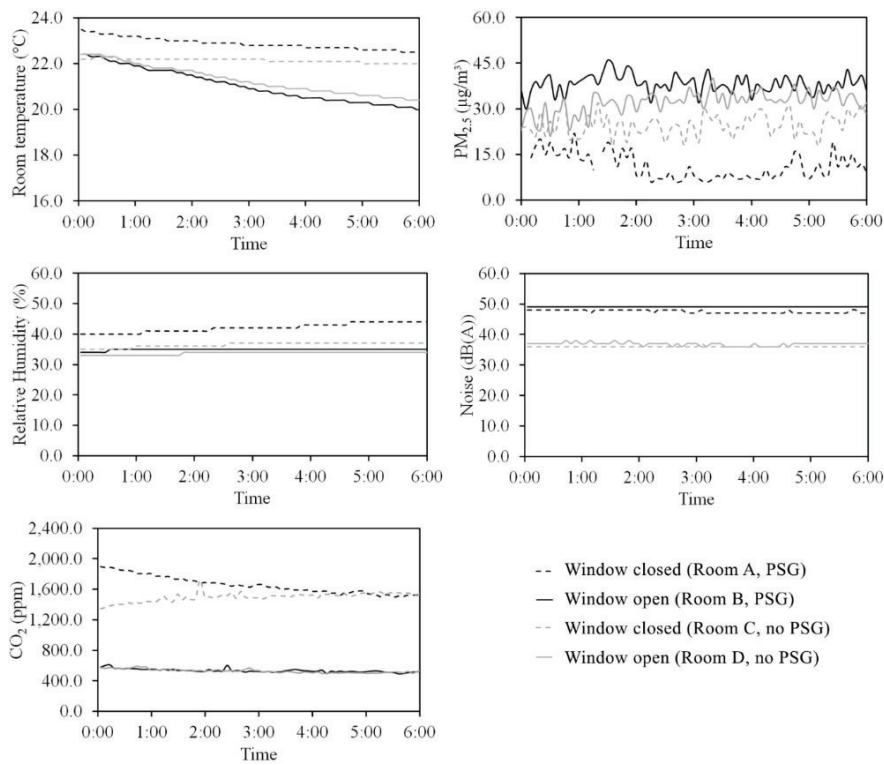 Room temperature (°C)
24.0
22.0
20.0
18.0
16.0
0:00 1:00 2:00 3:00 4:00 5:00 6:00
Time
PM2.5 (μg/m³)
60.0
45.0
30.0
15.0
0.0
0:00 1:00 2:00 3:00 4:00 5:00 6:00
Time
Relative Humidity (%)
60.0
50.0
40.0
30.0
20.0
10.0
0.0
0:00 1:00 2:00 3:00 4:00 5:00 6:00
Time
Noise (dB(A))
60.0
50.0
40.0
30.0
20.0
10.0
0.0
0:00 1:00 2:00 3:00 4:00 5:00 6:00
Time
CO2 (ppm)
2,400.0
2,000.0
1,600.0
1,200.0
800.0
400.0
0.0
0:00 1:00 2:00 3:00 4:00 5:00 6:00
Time
Window closed (Room A, PSG)
Window open (Room B, PSG)
Window closed (Room C, no PSG)
Window open (Room D, no PSG)